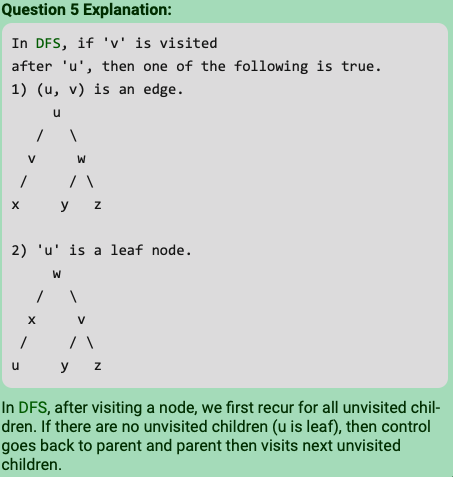 Question 5 Explanation:
In DFS, if 'v' is visited
after 'u', then one of the following is true.
1) (u, v) is an edge.
u
/ \
v w
/ / \
x y z
2) 'u' is a leaf node.
w
/ \
x v
/ / \
u y z
In DFS, after visiting a node, we first recur for all unvisited chil-
dren. If there are no unvisited children (u is leaf), then control
goes back to parent and parent then visits next unvisited
children.